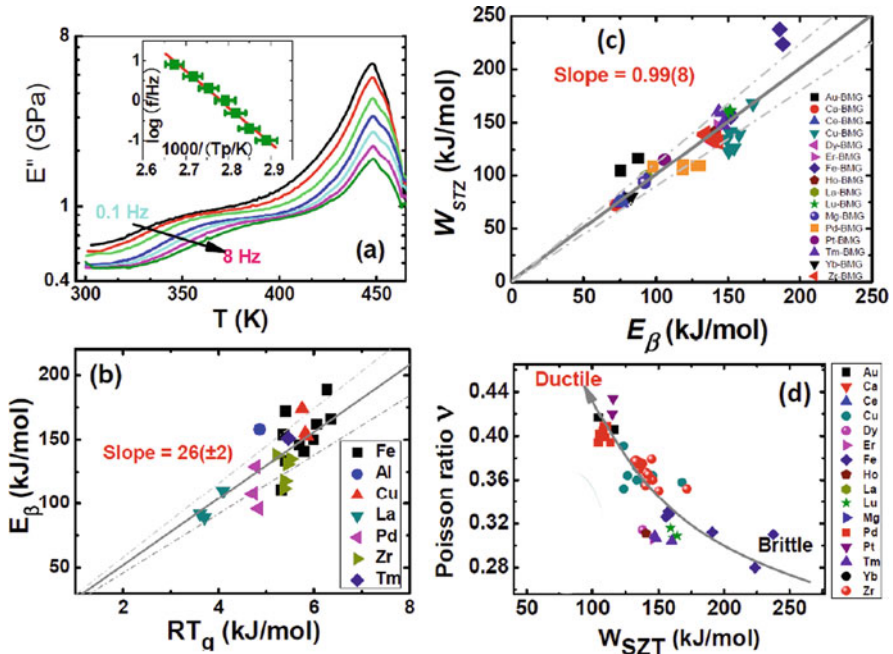 8
E" (GPa)
1
0.4
1
0
-1
log (f/Hz)
1000/(Tp/K)
2.6 2.7 2.8 2.9
0.1 Hz
8 Hz
(a)
300 350 400 450
T (K)
(c)
Slope = 0.99(8)
250
200
150
100
50
0
W_STZ (kJ/mol)
0 50 100 150 200 250
E_β (kJ/mol)
Au-BMG
Ca-BMG
Ce-BMG
Cu-BMG
Dy-BMG
Er-BMG
Fe-BMG
Ho-BMG
La-BMG
Lu-BMG
Mg-BMG
Pd-BMG
Pt-BMG
Tm-BMG
Yb-BMG
Zr-BMG
(b)
Slope = 26(±2)
200
150
100
50
E_β (kJ/mol)
2 4 6 8
RT_g (kJ/mol)
Fe
Al
Cu
La
Pd
Zr
Tm
(d)
Ductile
Brittle
0.44
0.40
0.36
0.32
0.28
Poisson ratio ν
50 100 150 200 250
W_SZT (kJ/mol)
Au
Ca
Ce
Cu
Dy
Er
Fe
Ho
La
Lu
Mg
Pd
Pt
Tm
Yb
Zr